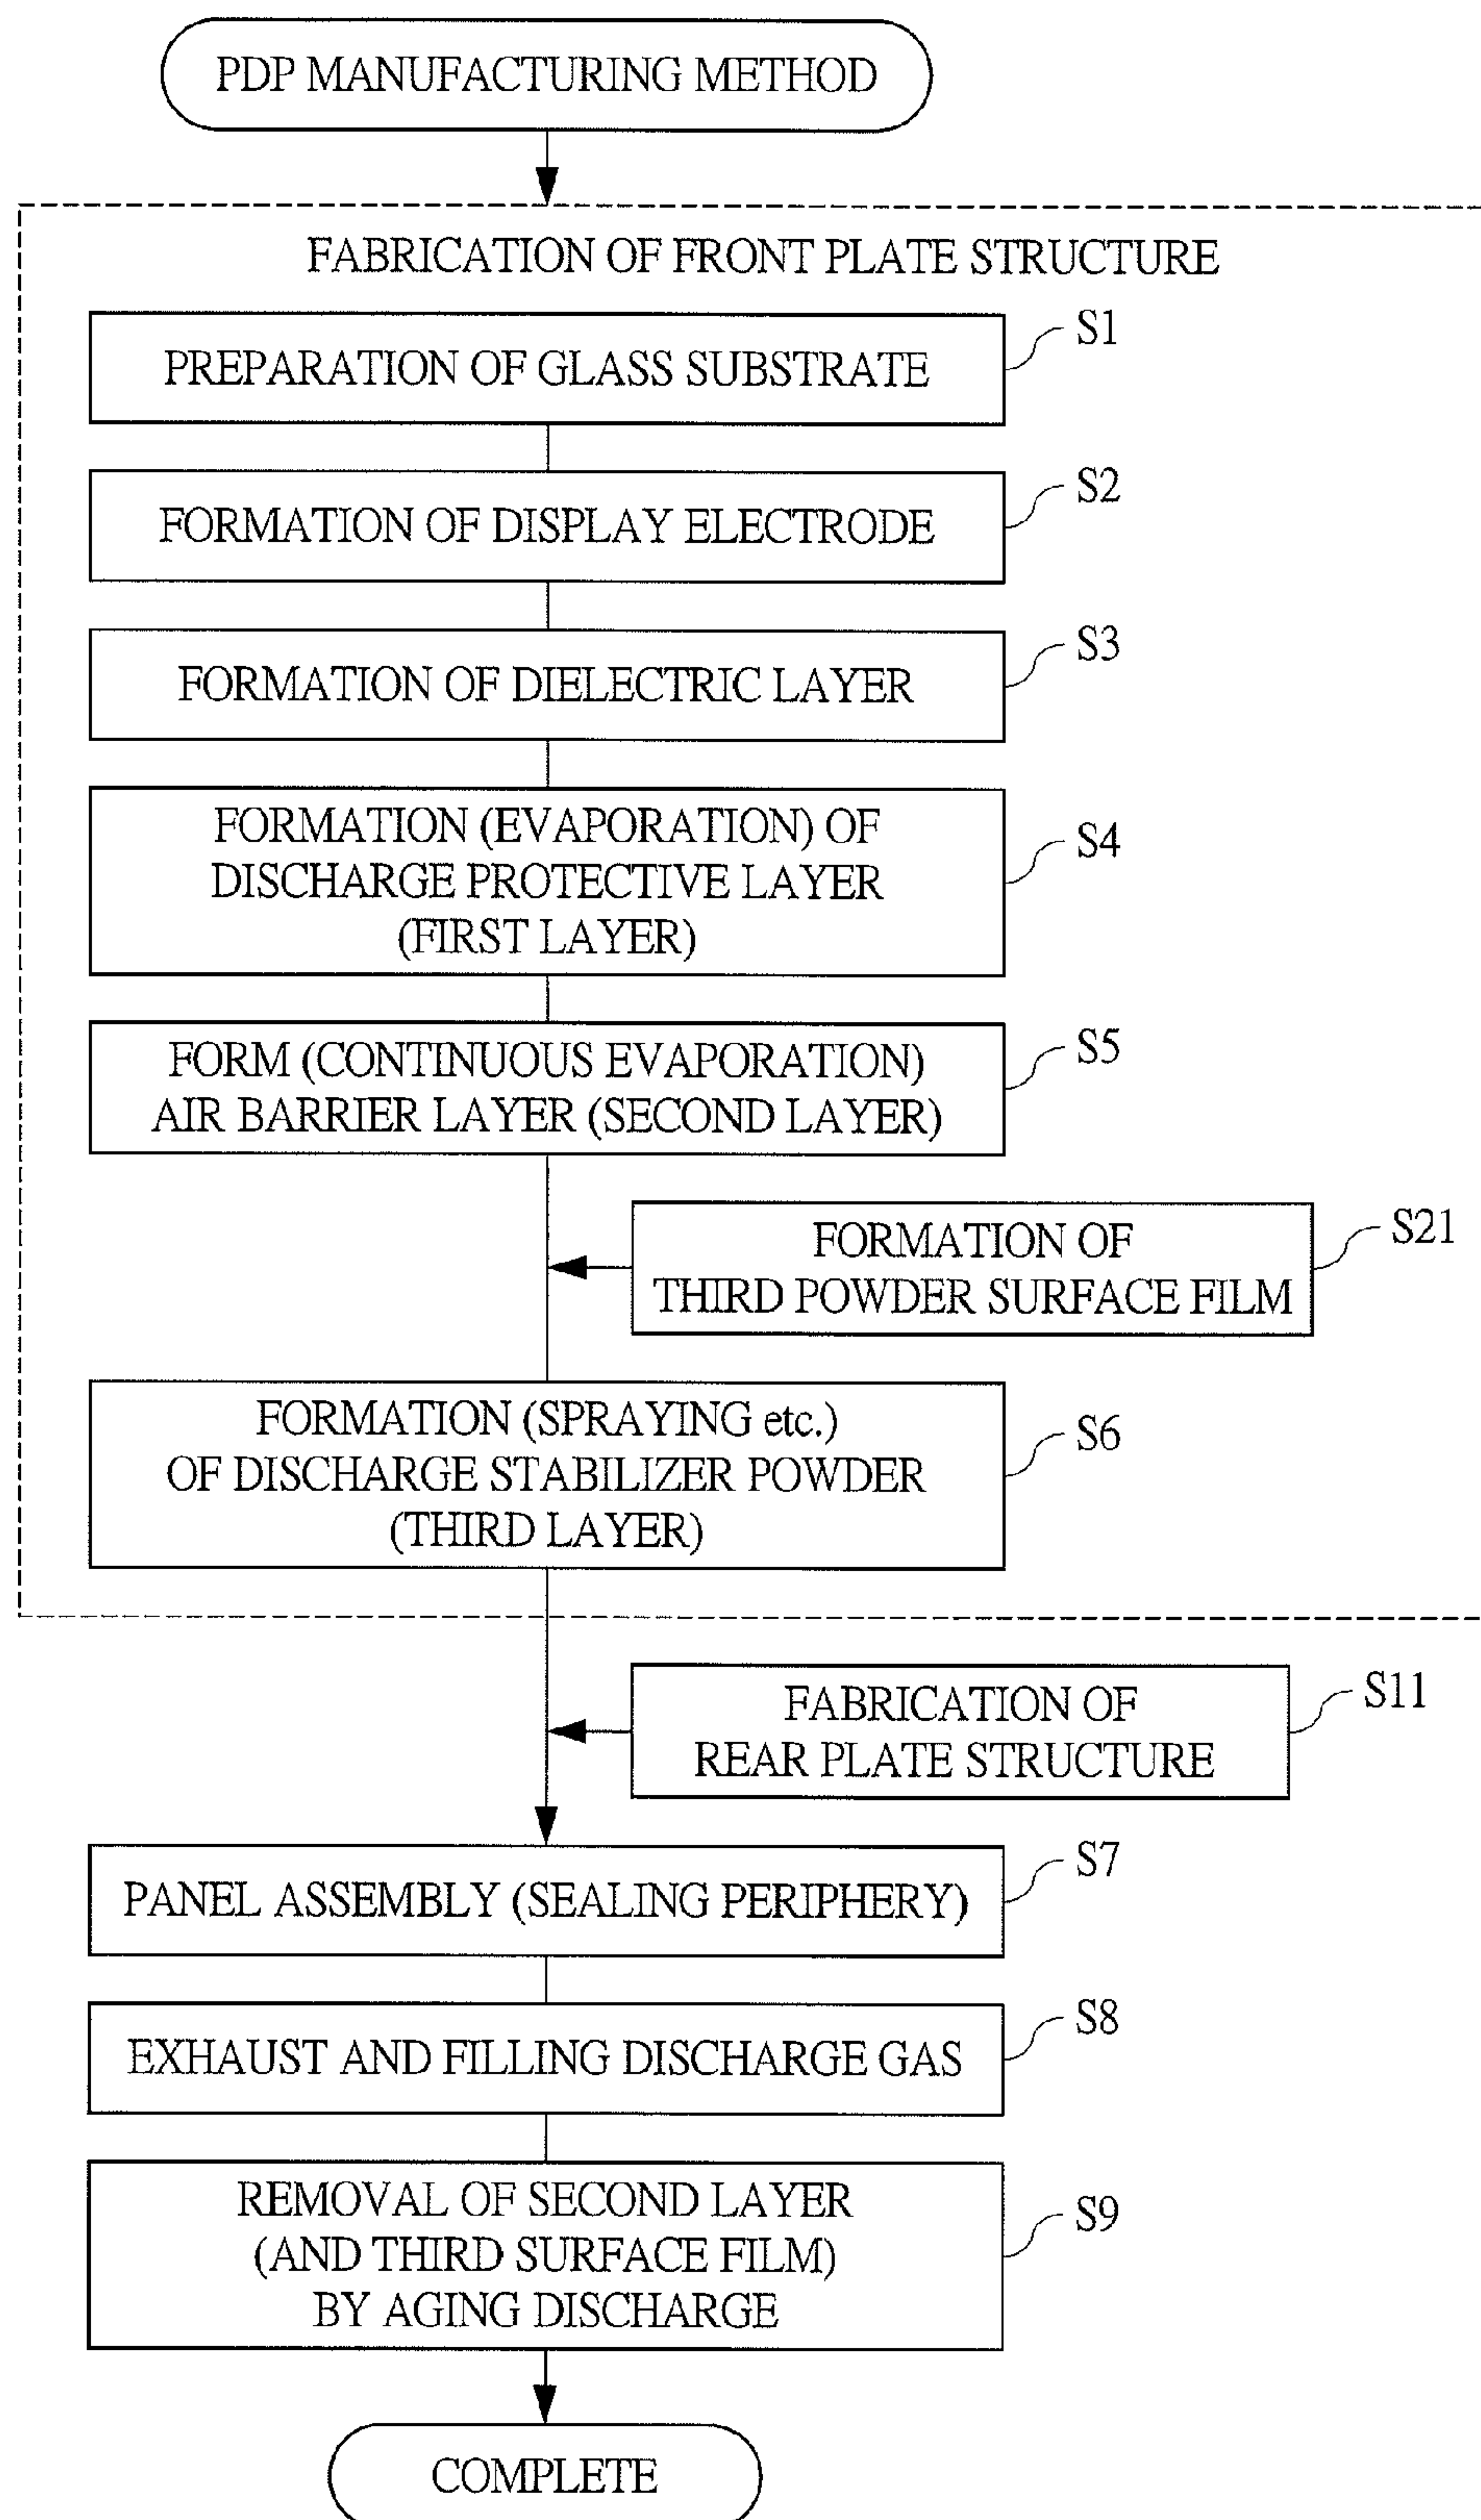 PDP MANUFACTURING METHOD
FABRICATION OF FRONT PLATE STRUCTURE
PREPARATION OF GLASS SUBSTRATE
S1
FORMATION OF DISPLAY ELECTRODE
S2
FORMATION OF DIELECTRIC LAYER
S3
FORMATION (EVAPORATION) OF
DISCHARGE PROTECTIVE LAYER
(FIRST LAYER)
S4
FORM (CONTINUOUS EVAPORATION)
AIR BARRIER LAYER (SECOND LAYER)
S5
FORMATION OF
THIRD POWDER SURFACE FILM
S21
FORMATION (SPRAYING etc.)
OF DISCHARGE STABILIZER POWDER
(THIRD LAYER)
S6
FABRICATION OF
REAR PLATE STRUCTURE
S11
PANEL ASSEMBLY (SEALING PERIPHERY)
S7
EXHAUST AND FILLING DISCHARGE GAS
S8
REMOVAL OF SECOND LAYER
(AND THIRD SURFACE FILM)
BY AGING DISCHARGE
S9
COMPLETE